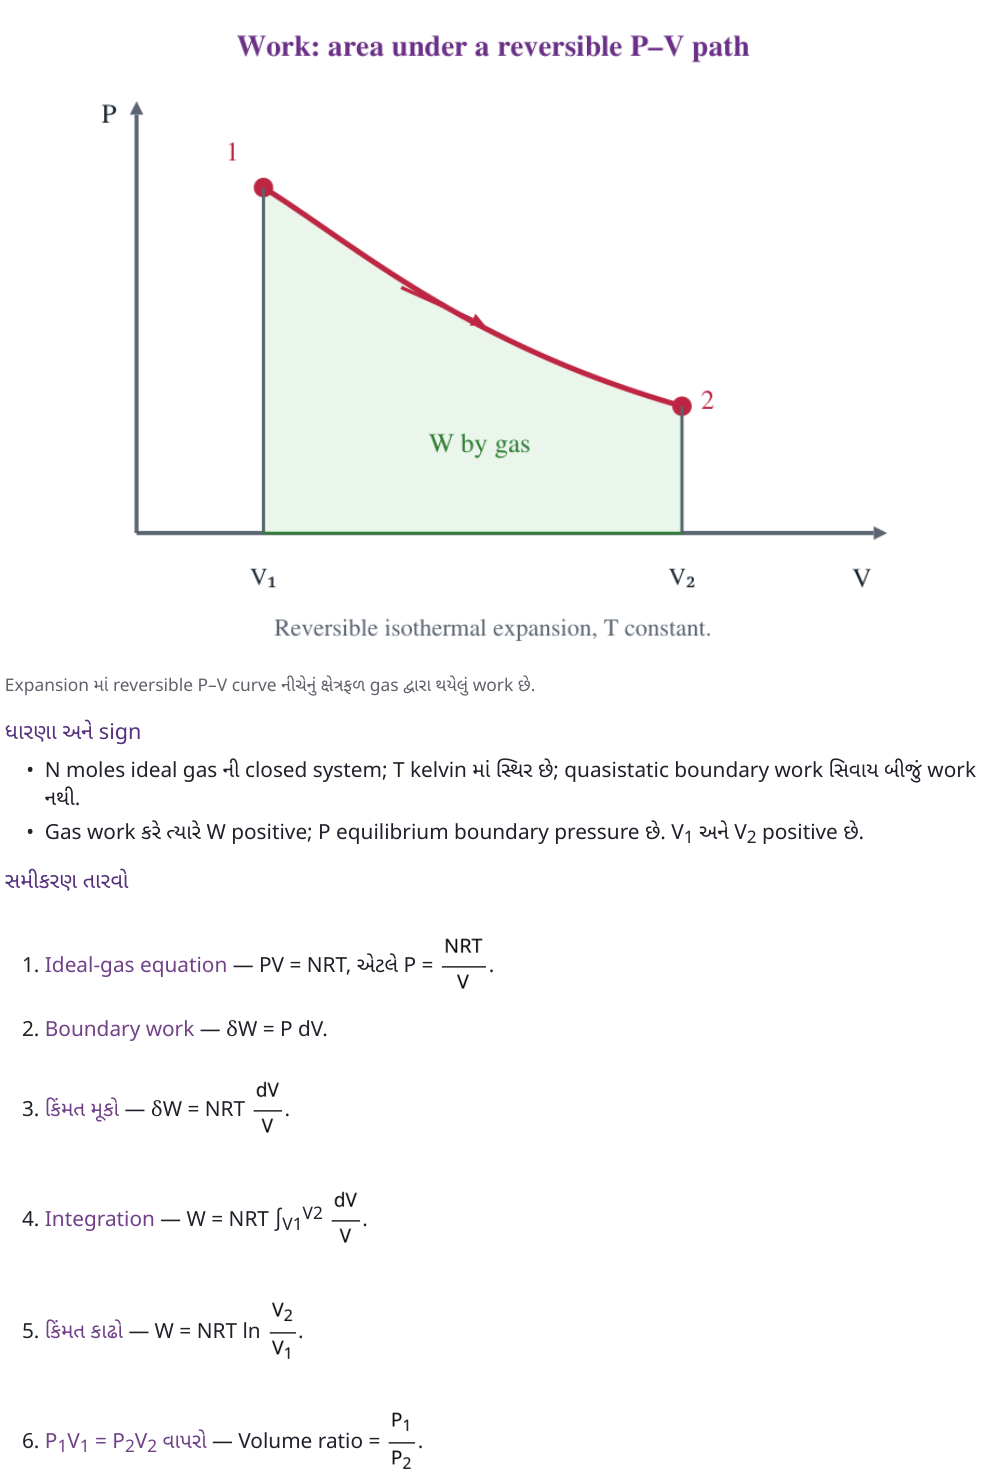 Work: area under a reversible P–V path
P
1
2
W by gas
V₁
V₂
V
Reversible isothermal expansion, T constant.
Expansion માં reversible P–V curve નીચેનું ક્ષેત્રફળ gas દ્વારા થયેલું work છે.
ધારણા અને sign
• N moles ideal gas ની closed system; T kelvin માં સ્થિર છે; quasistatic boundary work સિવાય બીજું work
નથી.
• Gas work કરે ત્યારે W positive; P equilibrium boundary pressure છે. V₁ અને V₂ positive છે.
સમીકરણ તારવો
1. Ideal-gas equation — PV = NRT, એટલે P = NRT/V.
2. Boundary work — δW = P dV.
3. કિંમત મૂકો — δW = NRT dV/V.
4. Integration — W = NRT ∫V1^V2 dV/V.
5. કિંમત કાઢો — W = NRT ln V₂/V₁.
6. P₁V₁ = P₂V₂ વાપરો — Volume ratio = P₁/P₂.